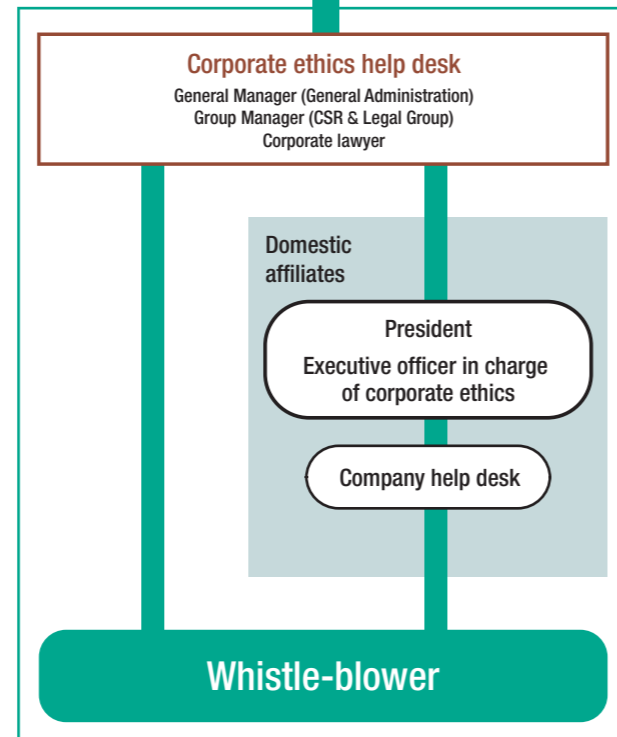 Corporate ethics help desk
General Manager (General Administration)
Group Manager (CSR & Legal Group)
Corporate lawyer
Domestic
affiliates
President
Executive officer in charge
of corporate ethics
Company help desk
Whistle-blower